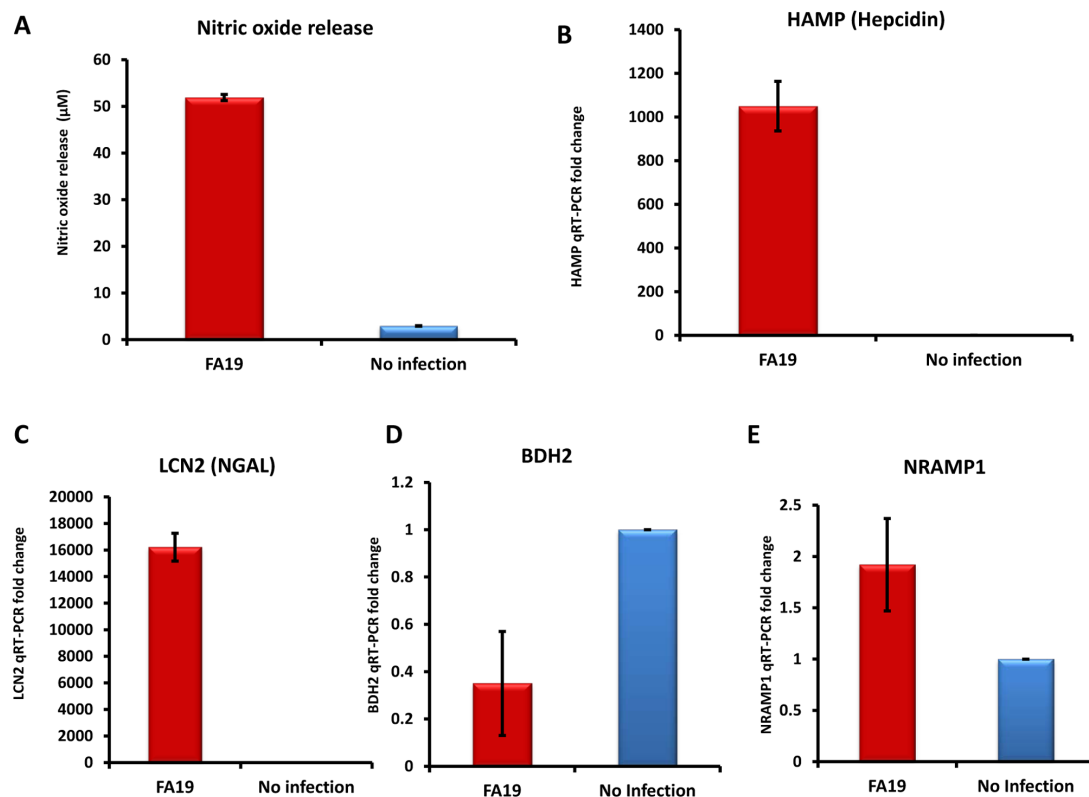 A
Nitric oxide release
Nitric oxide release (µM)
60
50
40
30
20
10
0
FA19
No infection
B
HAMP (Hepcidin)
HAMP qRT-PCR fold change
1400
1200
1000
800
600
400
200
0
FA19
No infection
C
LCN2 (NGAL)
LCN2 qRT-PCR fold change
20000
18000
16000
14000
12000
10000
8000
6000
4000
2000
0
FA19
No infection
D
BDH2
BDH2 qRT-PCR fold change
1.2
1
0.8
0.6
0.4
0.2
0
FA19
No Infection
E
NRAMP1
NRAMP1 qRT-PCR fold change
2.5
2
1.5
1
0.5
0
FA19
No Infection